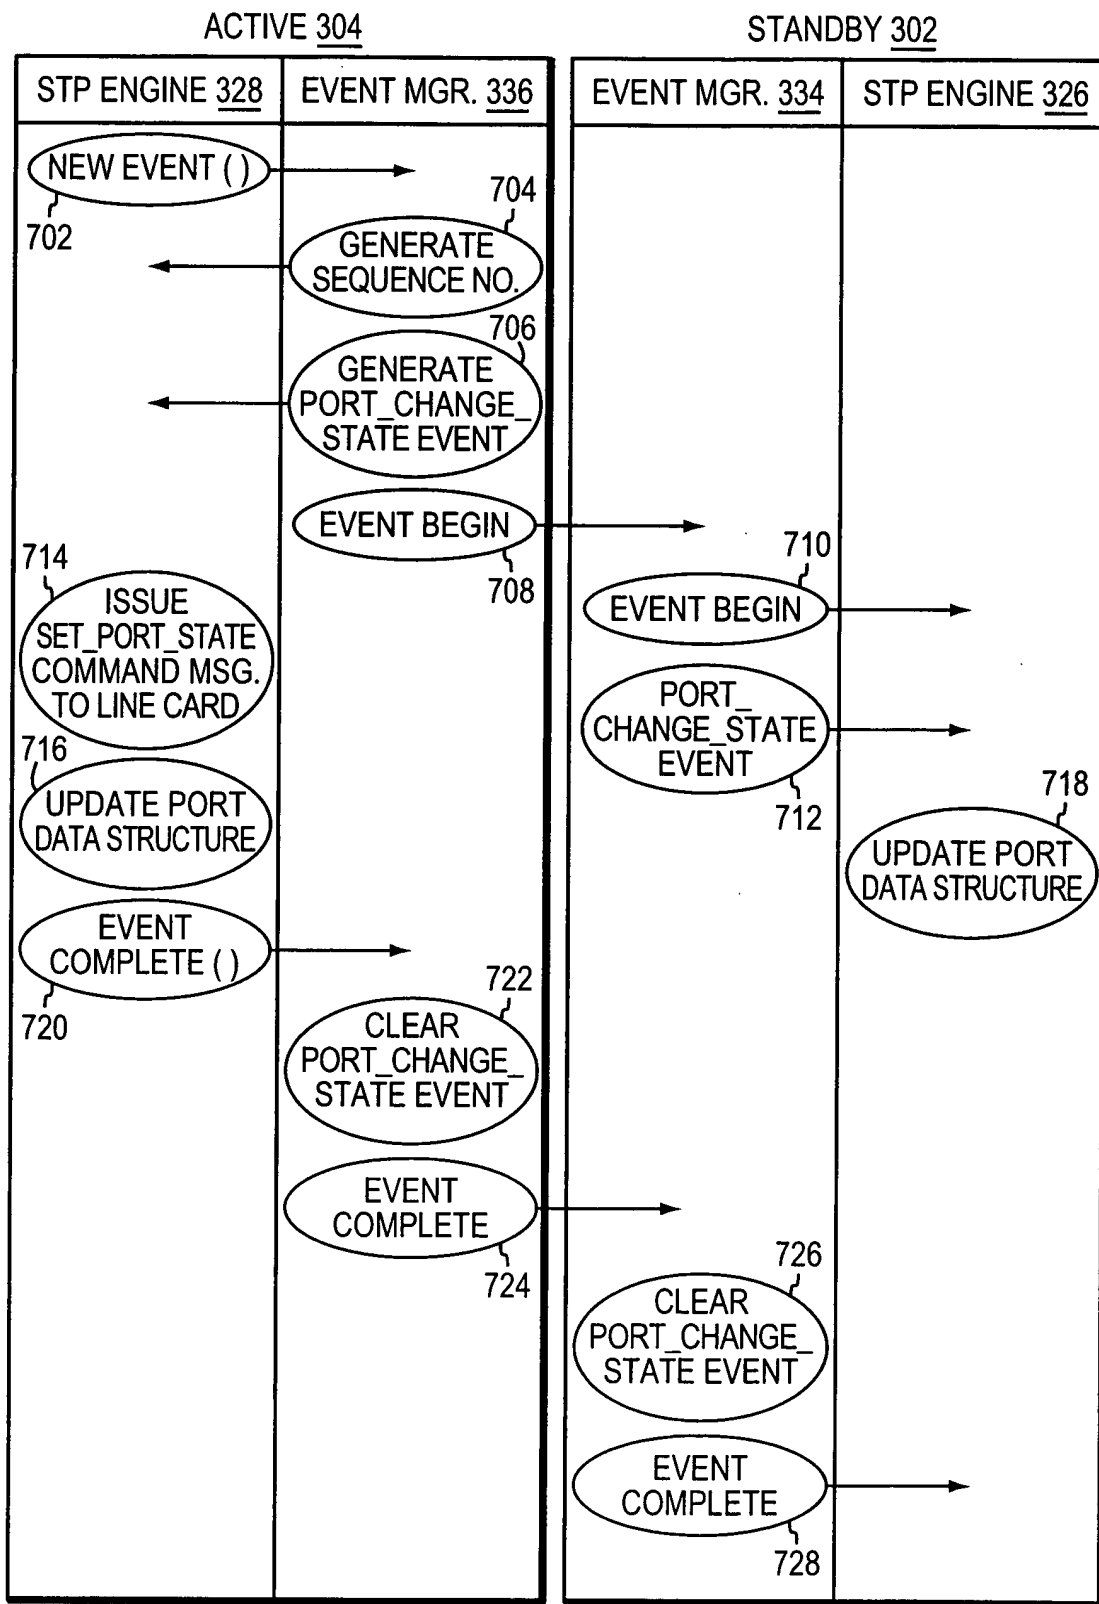 ACTIVE 304
STANDBY 302
STP ENGINE 328
EVENT MGR. 336
EVENT MGR. 334
STP ENGINE 326
NEW EVENT ( )
702
704
GENERATE
SEQUENCE NO.
706
GENERATE
PORT_CHANGE_
STATE EVENT
EVENT BEGIN
708
710
EVENT BEGIN
714
ISSUE
SET_PORT_STATE
COMMAND MSG.
TO LINE CARD
PORT_
CHANGE_STATE
EVENT
712
716
UPDATE PORT
DATA STRUCTURE
718
UPDATE PORT
DATA STRUCTURE
EVENT
COMPLETE ( )
720
722
CLEAR
PORT_CHANGE_
STATE EVENT
EVENT
COMPLETE
724
726
CLEAR
PORT_CHANGE_
STATE EVENT
EVENT
COMPLETE
728